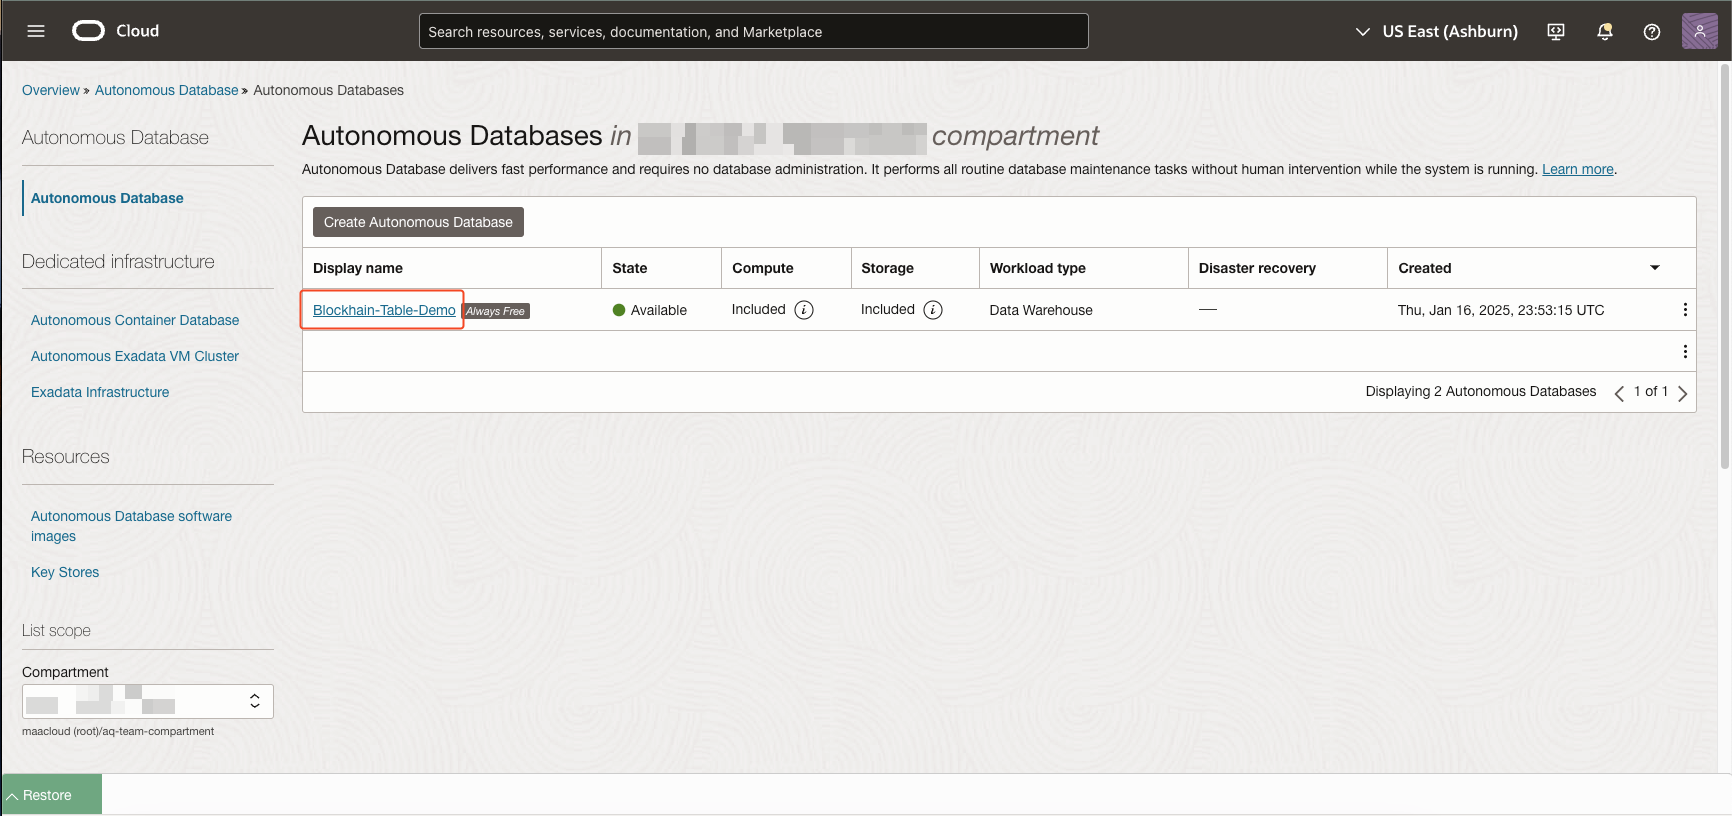 Cloud
Search resources, services, documentation, and Marketplace
US East (Ashburn)
Overview » Autonomous Database » Autonomous Databases
Autonomous Database
Autonomous Database
Dedicated infrastructure
Autonomous Container Database
Autonomous Exadata VM Cluster
Exadata Infrastructure
Resources
Autonomous Database software
images
Key Stores
List scope
Compartment
maacloud (root)/aq-team-compartment
Autonomous Databases in compartment
Autonomous Database delivers fast performance and requires no database administration. It performs all routine database maintenance tasks without human intervention while the system is running. Learn more.
Create Autonomous Database
Display name State Compute Storage Workload type Disaster recovery Created
Blockhain-Table-Demo Always Free Available Included Included Data Warehouse — Thu, Jan 16, 2025, 23:53:15 UTC
Displaying 2 Autonomous Databases 1 of 1
Restore